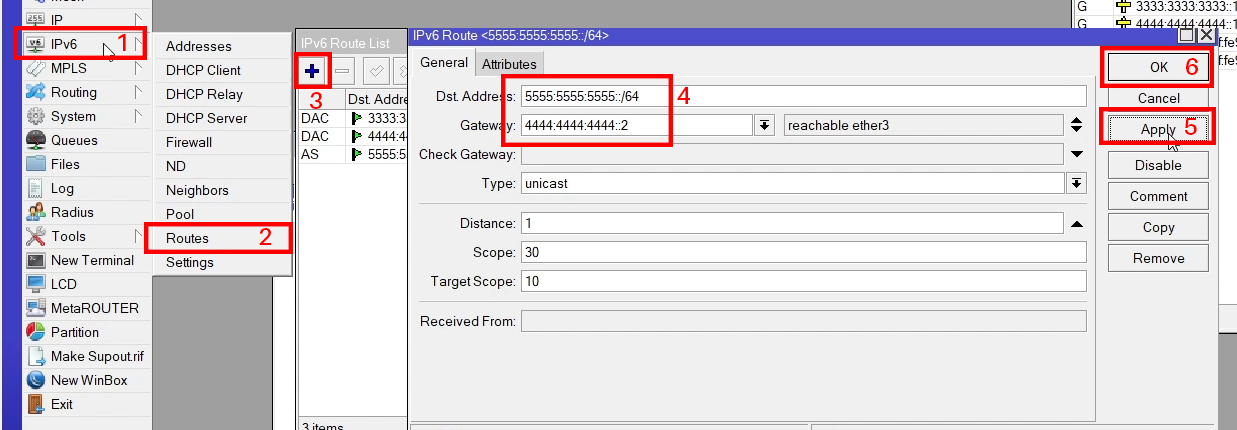 IP
IPv6
1
MPLS
Routing
System
Queues
Files
Log
Radius
Tools
New Terminal
LCD
MetaROUTER
Partition
Make Supout.rif
New WinBox
Exit
Addresses
DHCP Client
DHCP Relay
DHCP Server
Firewall
ND
Neighbors
Pool
Routes 2
Settings
IPv6 Route List
3
Dst. Addre
DAC 3333:3
DAC 4444:4
AS 5555:5
3 items
IPv6 Route <5555:5555:5555::/64>
General Attributes
Dst. Address: 5555:5555:5555::/64 4
Gateway: 4444:4444:4444::2 reachable ether3
Check Gateway:
Type: unicast
Distance: 1
Scope: 30
Target Scope: 10
Received From:
OK 6
Cancel
Apply 5
Disable
Comment
Copy
Remove
G 3333:3333:3333::1
G 4444:4444:4444::1